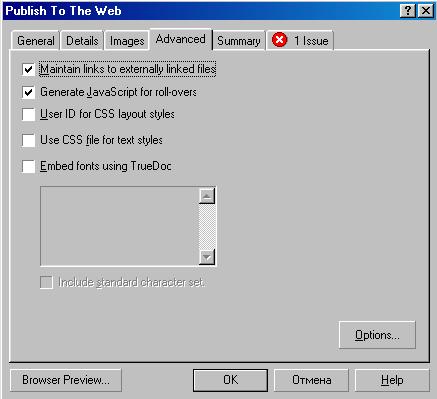 Publish To The Web
General Details Images Advanced Summary 1 Issue
Maintain links to externally linked files
Generate JavaScript for roll-overs
User ID for CSS layout styles
Use CSS file for text styles
Embed fonts using TrueDoc
Include standard character set.
Options...
Browser Preview... OK Отмена Help